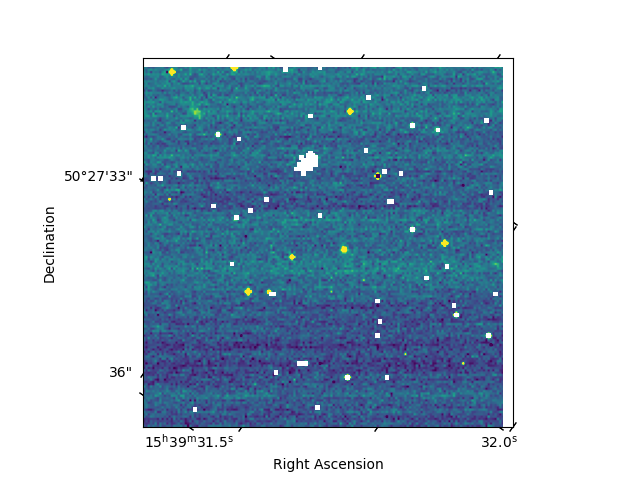 50°27'33"
Declination
36"
15ʰ39ᵐ31.5ˢ
32.0ˢ
Right Ascension